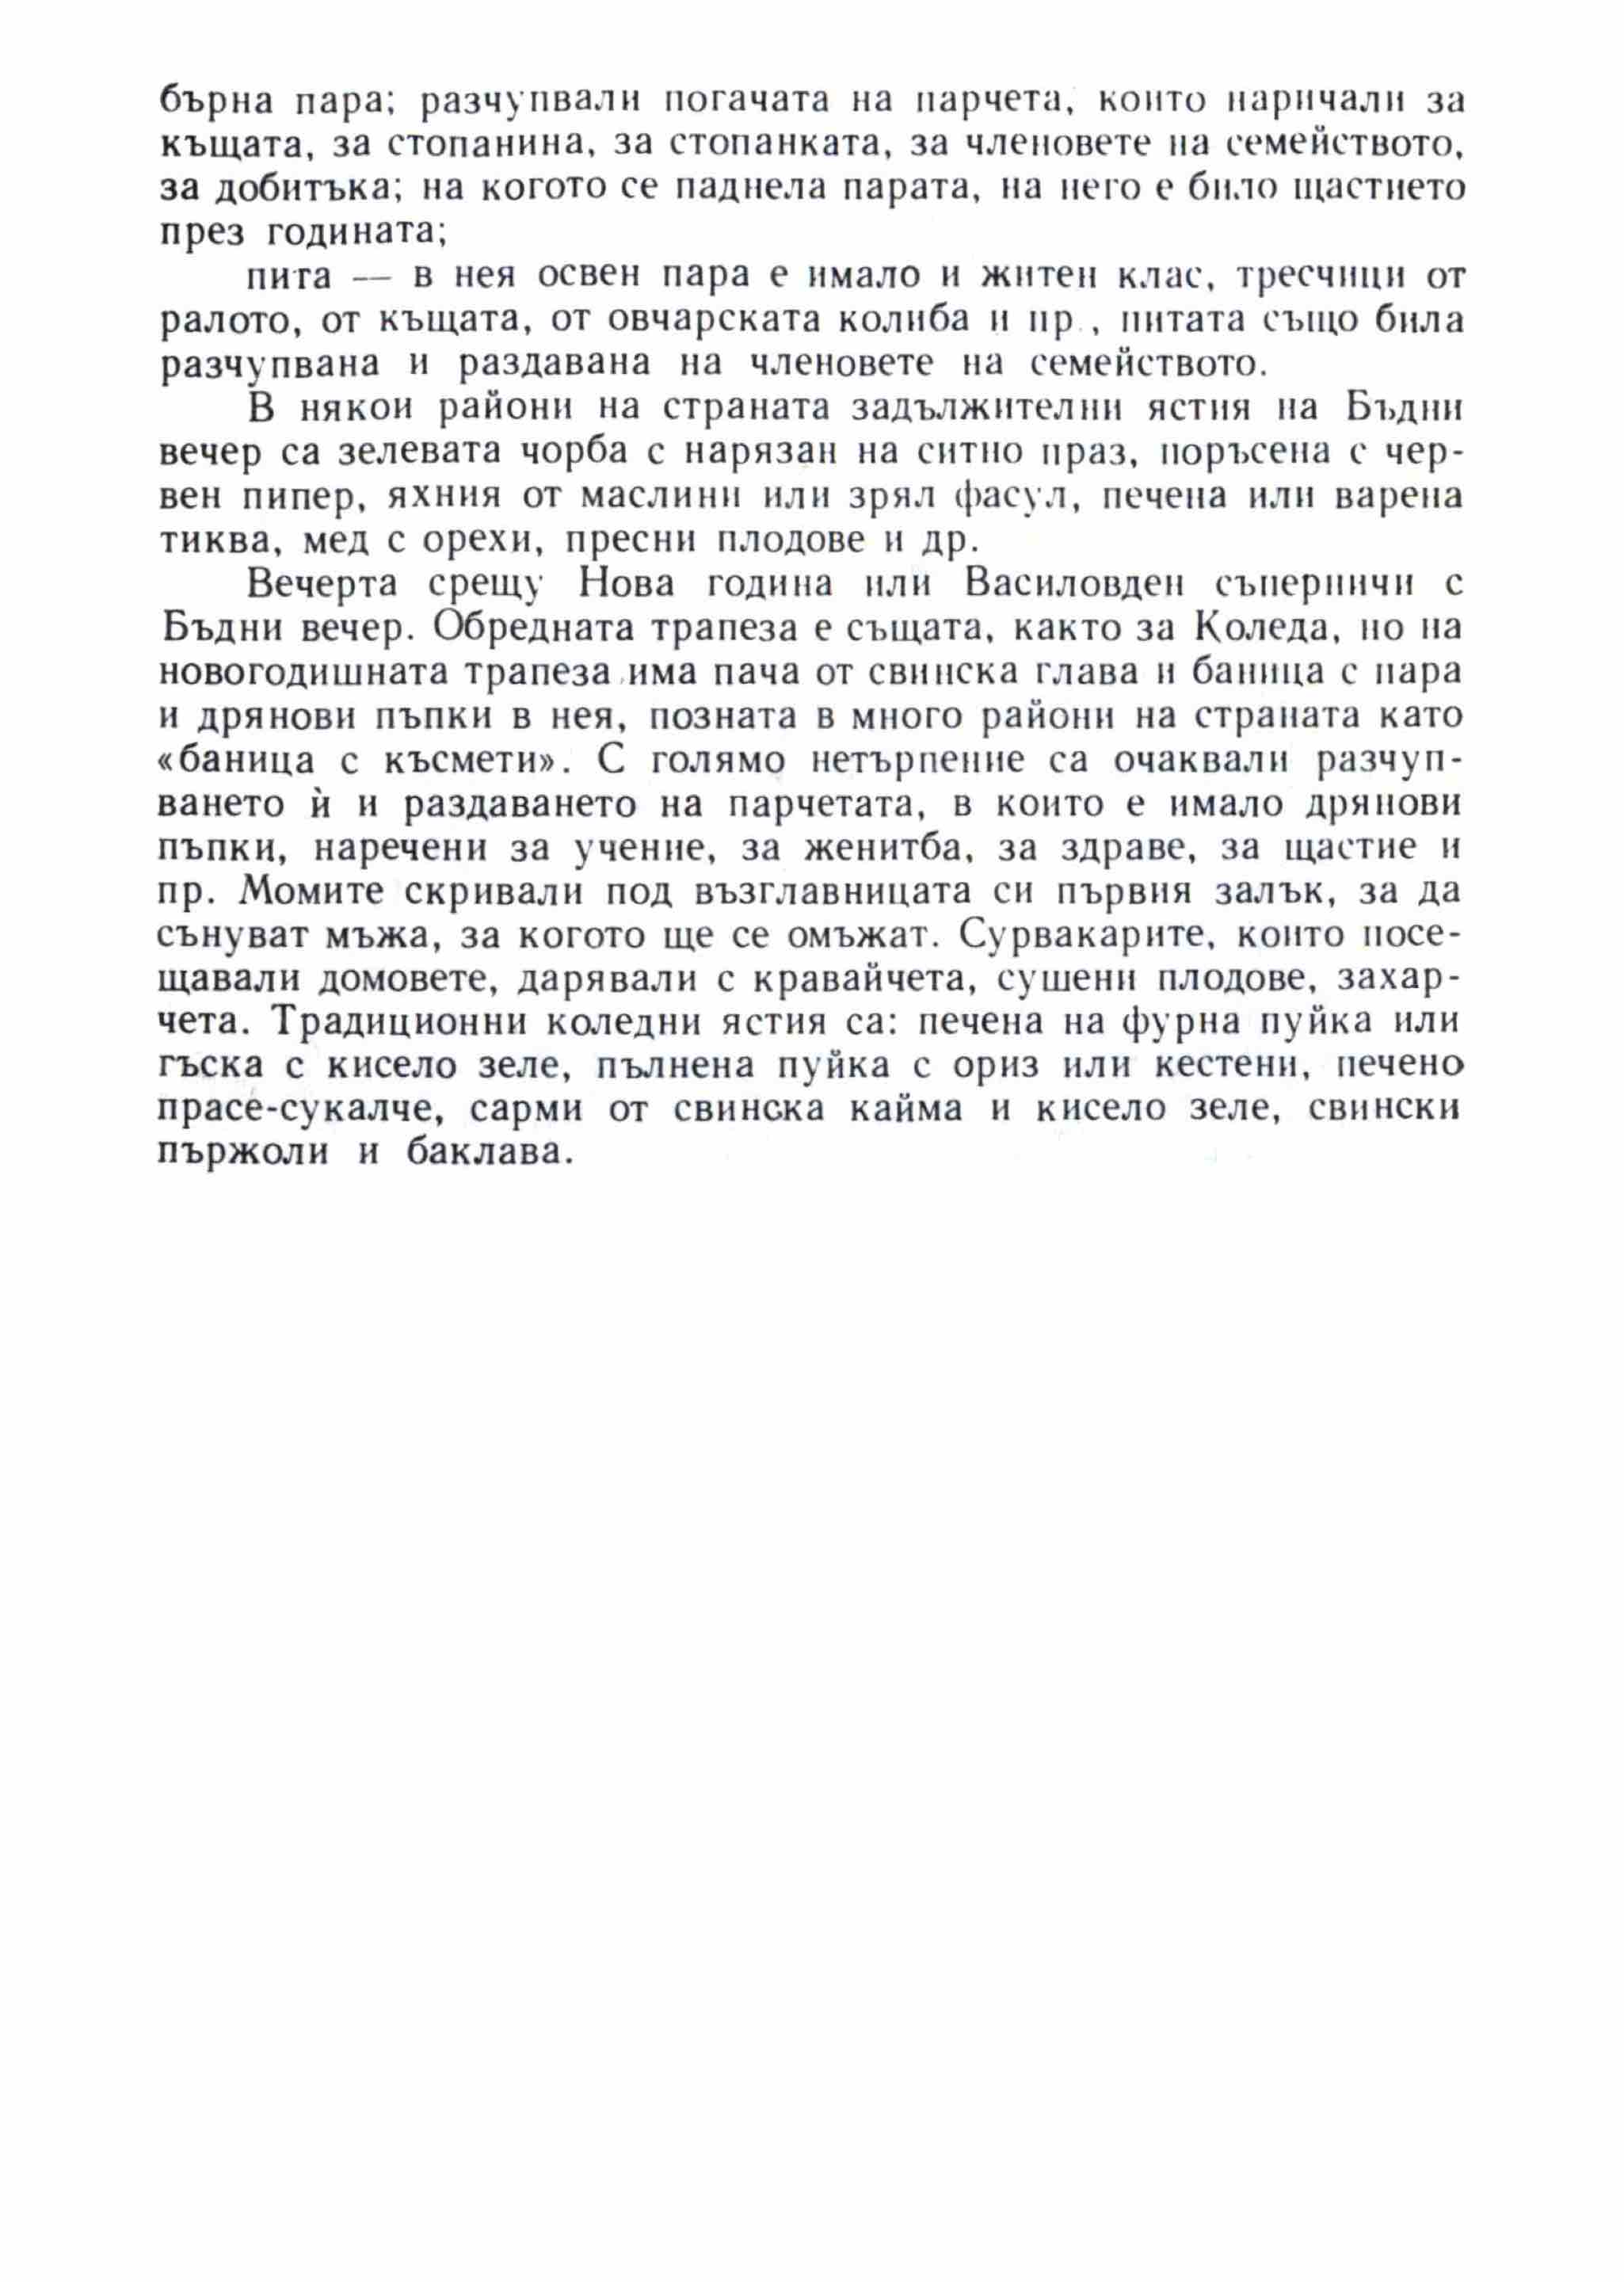 бърна пара; разчупвали погачата на парчета, които наричали за
къщата, за стопанина, за стопанката, за членовете на семейството,
за добитъка; на когото се паднела парата, на него е било щастието
през годината;
пита — в нея освен пара е имало и житен клас, тресчици от
ралото, от къщата, от овчарската колиба и пр., питата също била
разчупвана и раздавана на членовете на семейството.
В някои райони на страната задължителни ястия на Бъдни
вечер са зелевата чорба с нарязан на ситно праз, поръсена с чер-
вен пипер, яхния от маслини или зрял фасул, печена или варена
тиква, мед с орехи, пресни плодове и др.
Вечерта срещу Нова година или Василовден съперничи с
Бъдни вечер. Обредната трапеза е същата, както за Коледа, но на
новогодишната трапеза има пача от свинска глава и баница с пара
и дрянови пъпки в нея, позната в много райони на страната като
«баница с късмети». С голямо нетърпение са очаквали разчуп-
ването ѝ и раздаването на парчетата, в които е имало дрянови
пъпки, наречени за учение, за женитба, за здраве, за щастие и
пр. Момите скривали под възглавницата си първия залък, за да
сънуват мъжа, за когото ще се омъжат. Сурвакарите, които посе-
щавали домовете, дарявали с кравайчета, сушени плодове, захар-
чета. Традиционни коледни ястия са: печена на фурна пуйка или
гъска с кисело зеле, пълнена пуйка с ориз или кестени, печено
прасе-сукалче, сарми от свинска кайма и кисело зеле, свински
пържоли и баклава.